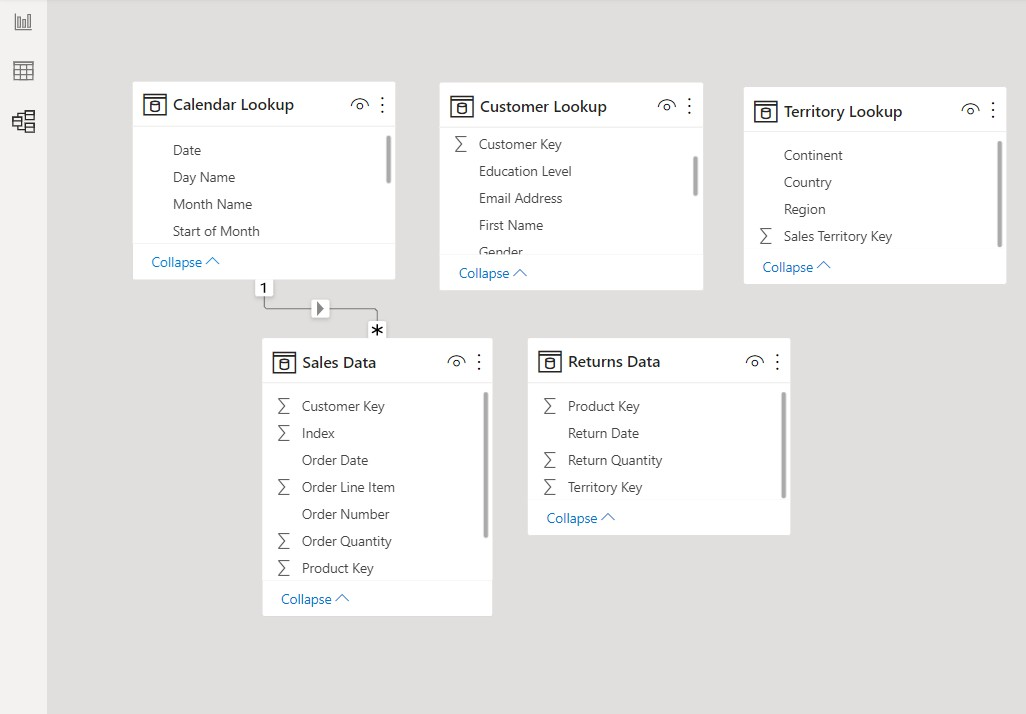 Calendar Lookup
Date
Day Name
Month Name
Start of Month
Collapse
Customer Lookup
Customer Key
Education Level
Email Address
First Name
Gender
Collapse
Territory Lookup
Continent
Country
Region
Sales Territory Key
Collapse
1
*
Sales Data
Customer Key
Index
Order Date
Order Line Item
Order Number
Order Quantity
Product Key
Collapse
Returns Data
Product Key
Return Date
Return Quantity
Territory Key
Collapse